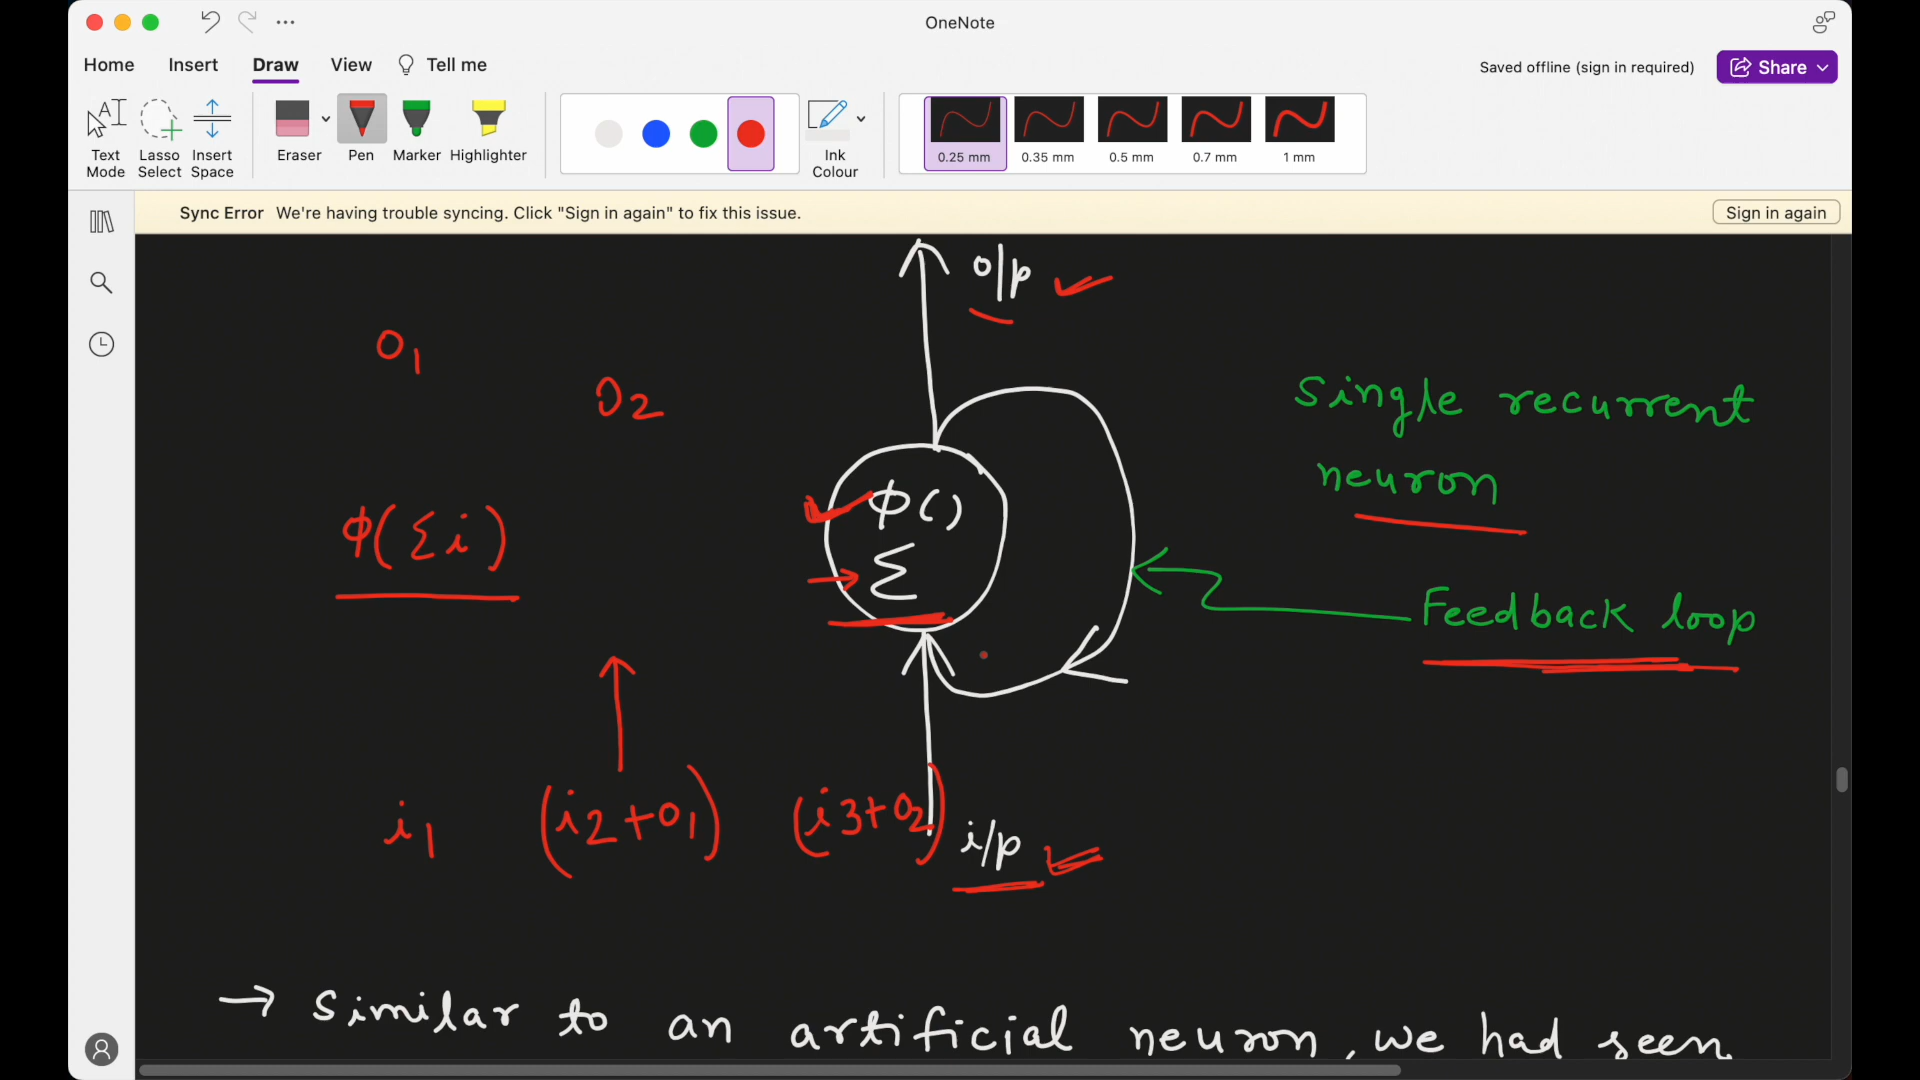 OneNote
Home Insert Draw View Tell me
Saved offline (sign in required) Share
Text Mode Lasso Select Insert Space Eraser Pen Marker Highlighter Ink Colour 0.25 mm 0.35 mm 0.5 mm 0.7 mm 1 mm
Sync Error We're having trouble syncing. Click "Sign in again" to fix this issue. Sign in again
o/p
O1
O2
Single recurrent
neuron
ϕ()
Σ
ϕ(Σi)
Feedback loop
i1 (i2+O1) (i3+O2) i/p
→ Similar to an artificial neuron, we had seen